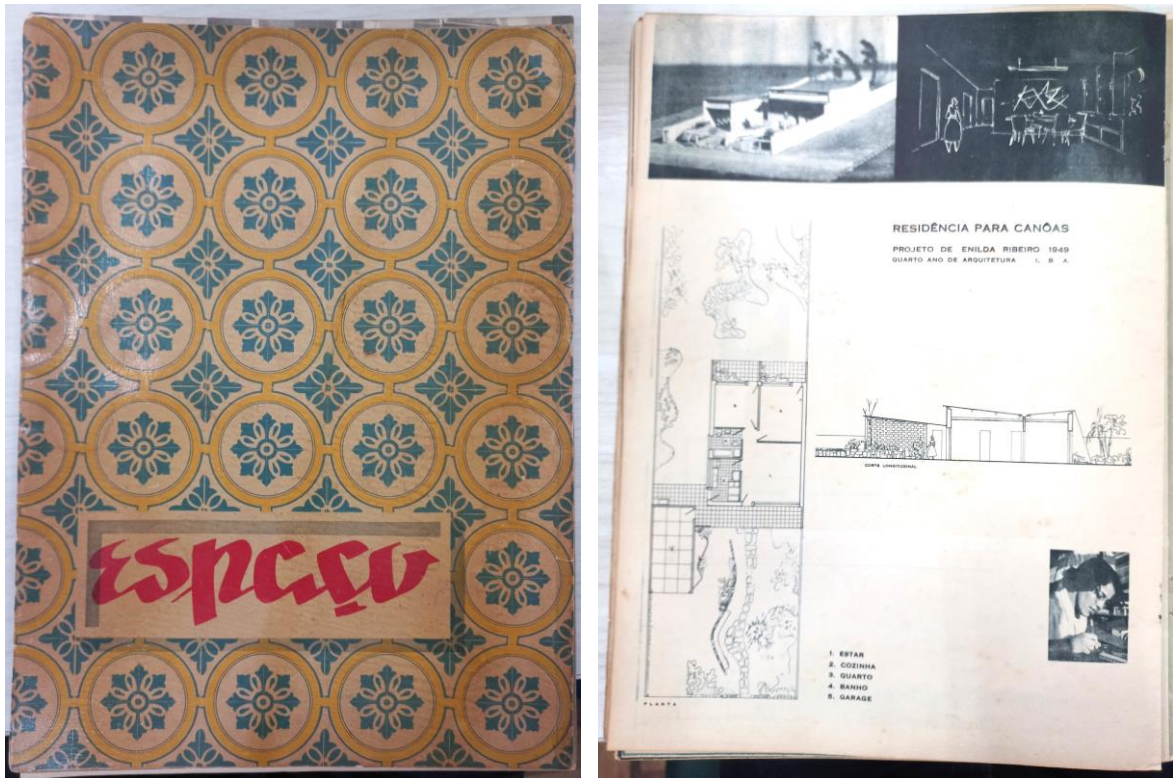 Espaço
RESIDÊNCIA PARA CANÔAS
PROJETO DE ENILDA RIBEIRO 1949
QUARTO ANO DE ARQUITETURA I. B A.
CORTE LONGITUDINAL
1. ESTAR
2. COZINHA
3. QUARTO
4. BANHO
5. GARAGE
PLANTA